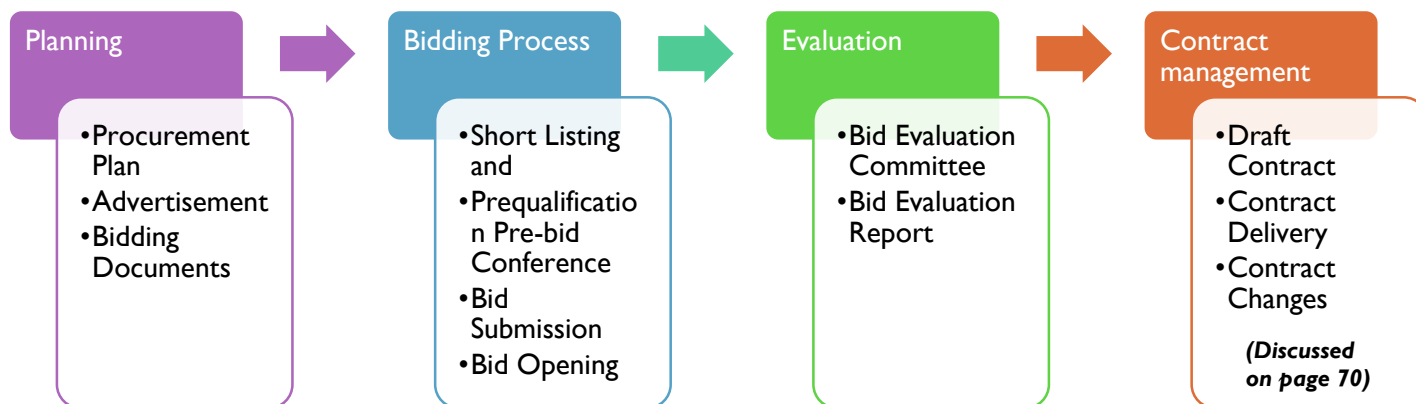 Planning
•Procurement
Plan
•Advertisement
•Bidding
Documents
Bidding Process
•Short Listing
and
•Prequalificatio
n Pre-bid
Conference
•Bid
Submission
•Bid Opening
Evaluation
•Bid Evaluation
Committee
•Bid Evaluation
Report
Contract
management
•Draft
Contract
•Contract
Delivery
•Contract
Changes
(Discussed
on page 70)